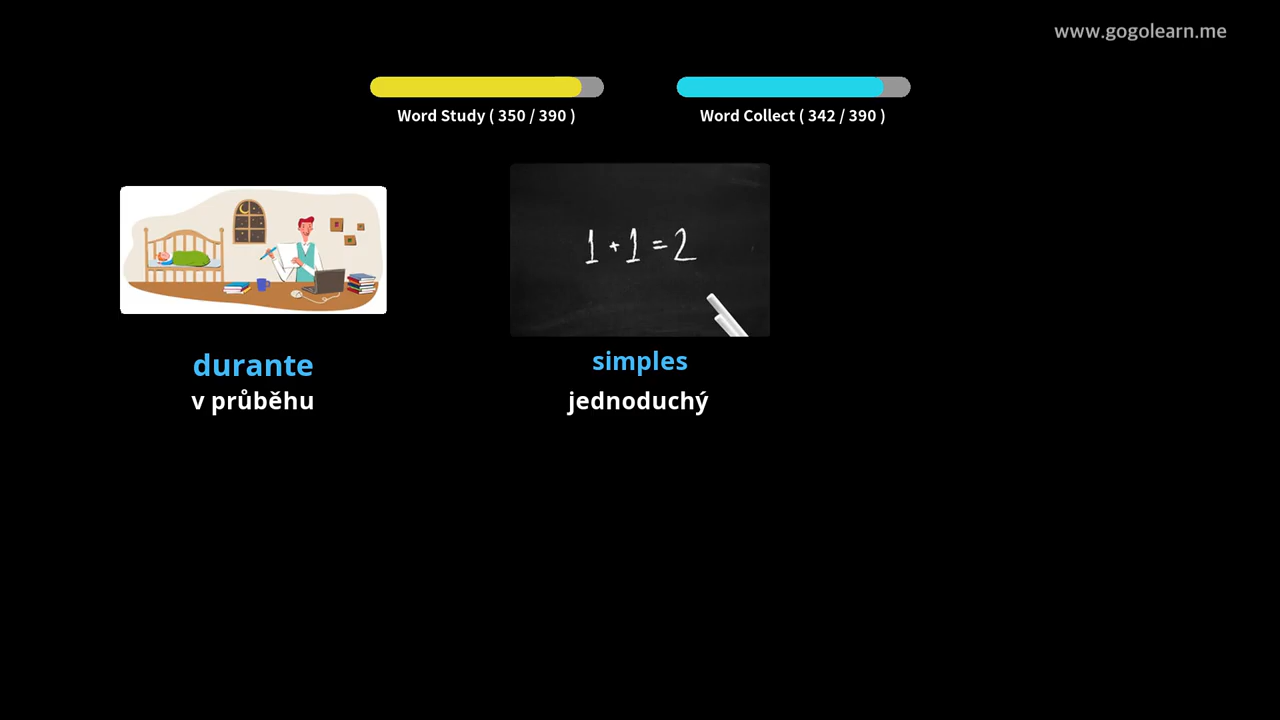 www.gogolearn.me
Word Study ( 350 / 390 )
Word Collect ( 342 / 390 )
1 + 1 = 2
durante
v průběhu
simples
jednoduchý